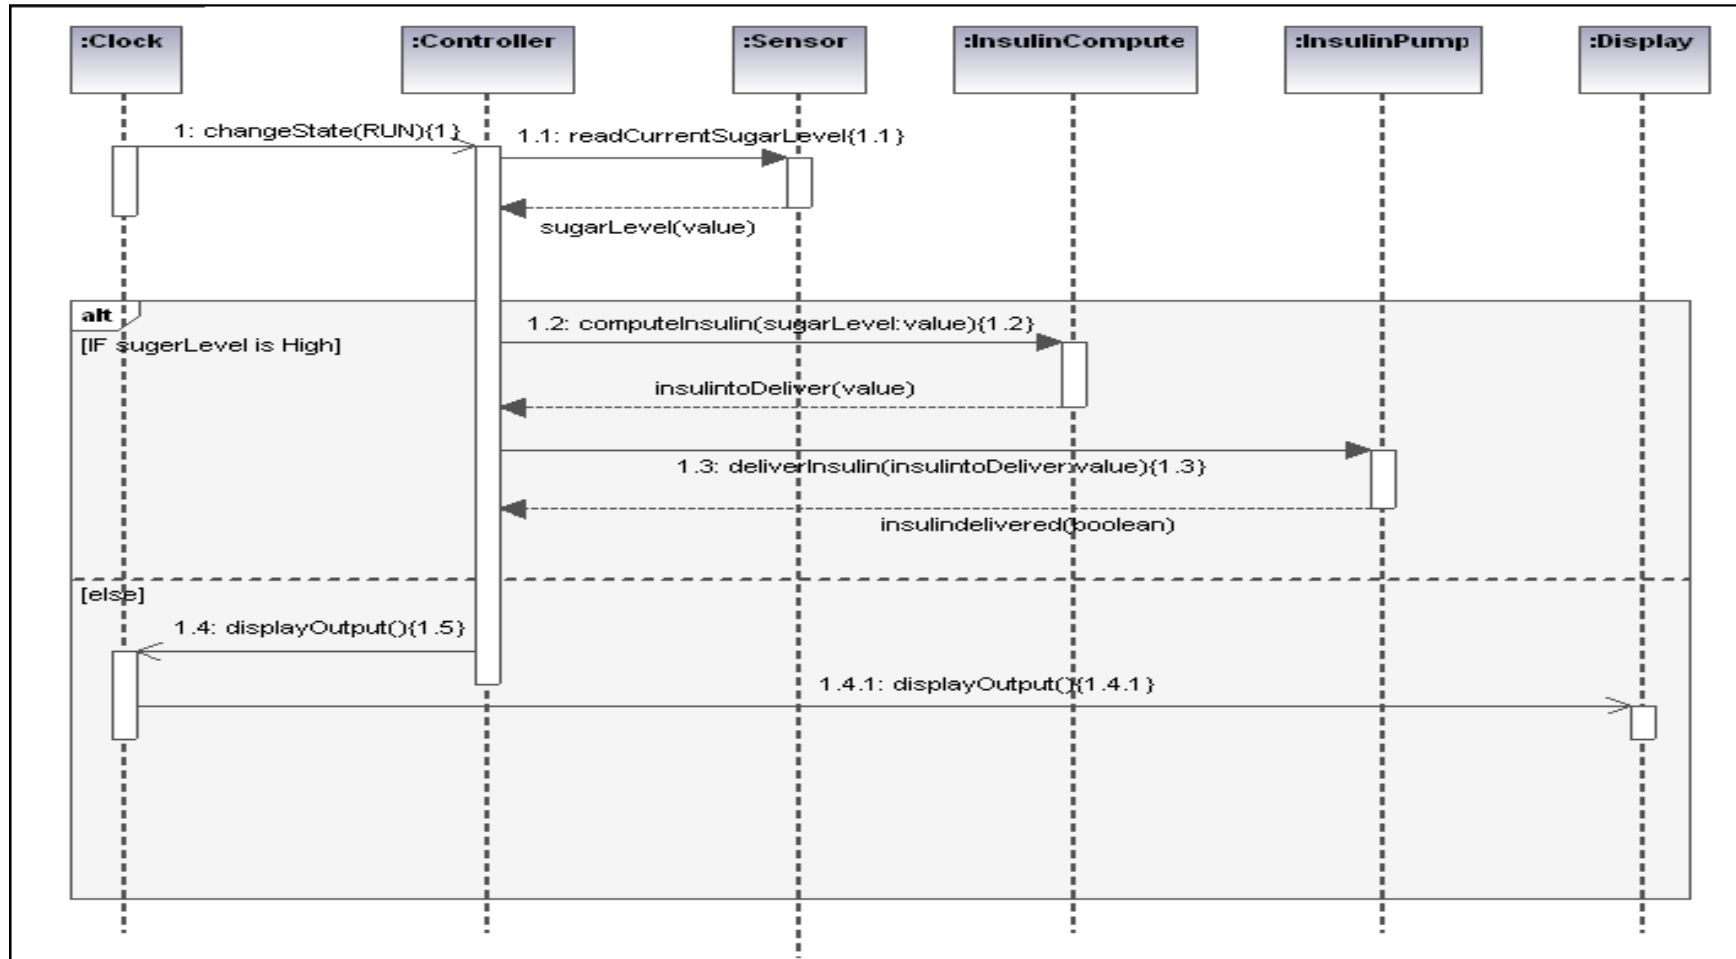 :Clock
:Controller
:Sensor
:InsulinCompute
:InsulinPump
:Display
1: changeState(RUN){1}
1.1: readCurrentSugarLevel{1.1}
sugarLevel(value)
alt
[IF sugerLevel is High]
1.2: computeInsulin(sugarLevel:value){1.2}
insulintoDeliver(value)
1.3: deliverInsulin(insulintoDeliver:value){1.3}
insulindelivered(boolean)
[else]
1.4: displayOutput(){1.5}
1.4.1: displayOutput(){1.4.1}